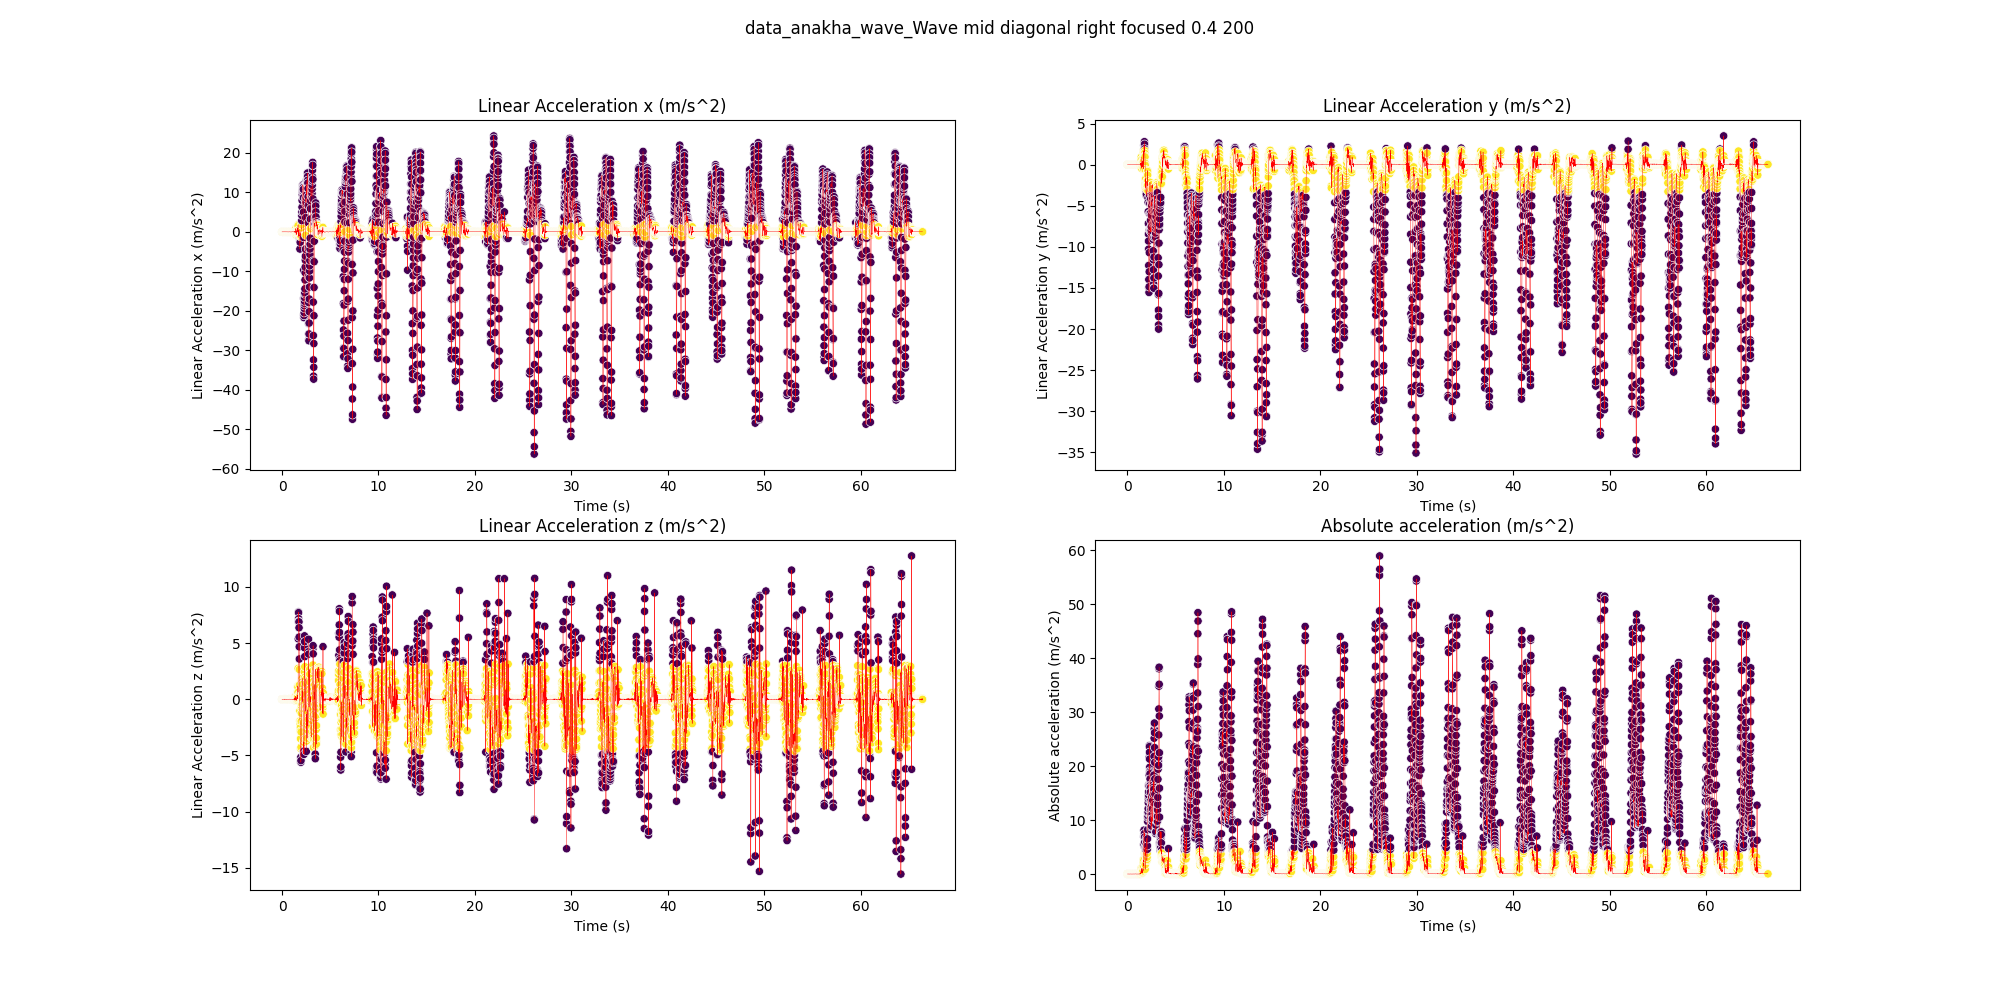 data_anakha_wave_Wave mid diagonal right focused 0.4 200
Linear Acceleration x (m/s^2)
Linear Acceleration x (m/s^2)
20
10
0
−10
−20
−30
−40
−50
−60
0 10 20 30 40 50 60
Time (s)
Linear Acceleration y (m/s^2)
Linear Acceleration y (m/s^2)
5
0
−5
−10
−15
−20
−25
−30
−35
0 10 20 30 40 50 60
Time (s)
Linear Acceleration z (m/s^2)
Linear Acceleration z (m/s^2)
10
5
0
−5
−10
−15
0 10 20 30 40 50 60
Time (s)
Absolute acceleration (m/s^2)
Absolute acceleration (m/s^2)
60
50
40
30
20
10
0
0 10 20 30 40 50 60
Time (s)